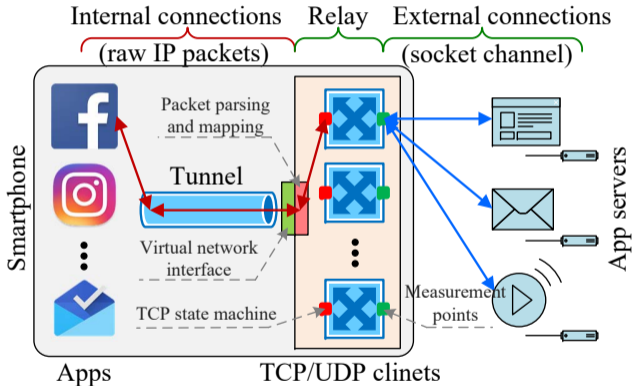 Internal connections
(raw IP packets)
Relay
External connections
(socket channel)
Smartphone
Packet parsing
and mapping
Tunnel
Virtual network
interface
TCP state machine
Measurement
points
App servers
Apps
TCP/UDP clinets